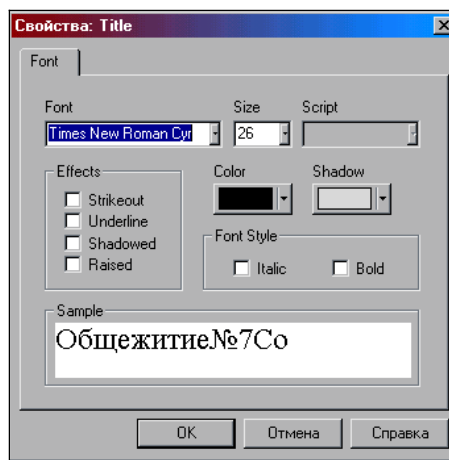 Свойства: Title
Font
Font Size Script
Times New Roman Cyr 26
Effects Color Shadow
Strikeout
Underline
Shadowed
Raised
Font Style
Italic Bold
Sample
Общежитие№7Со
OK Отмена Справка